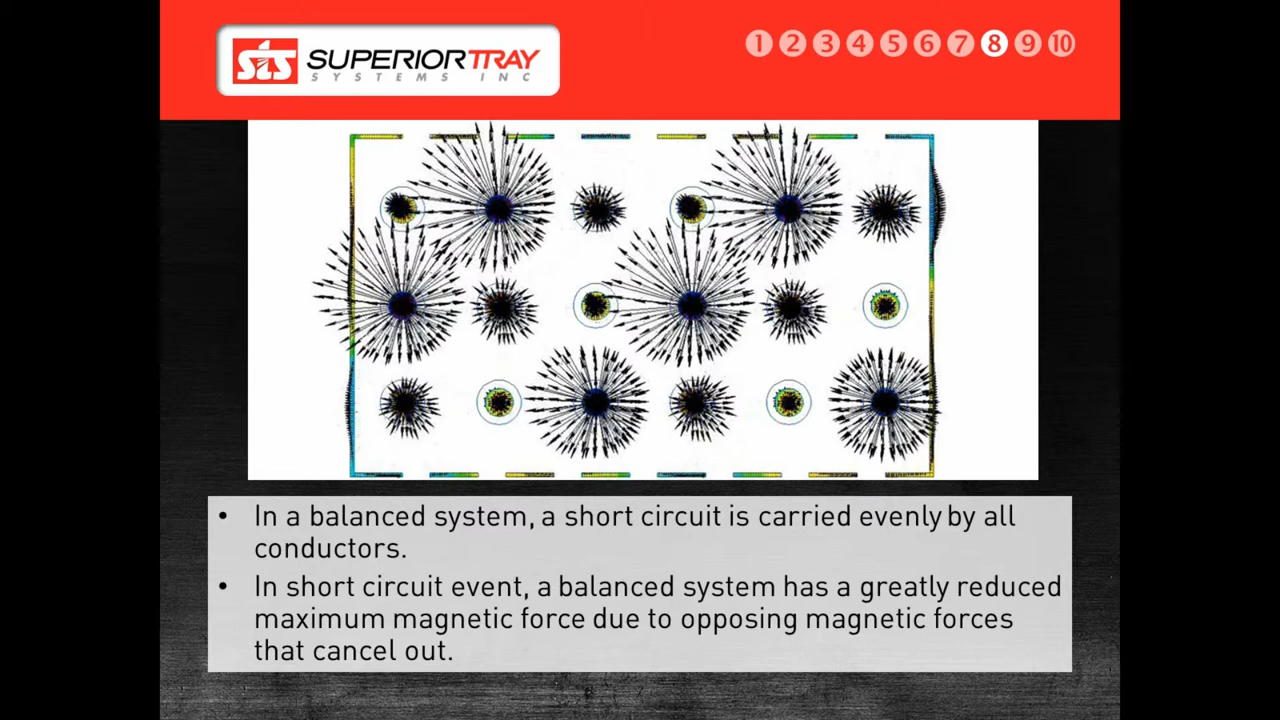 sts SUPERIORTRAY
SYSTEMS INC
1 2 3 4 5 6 7 8 9 10
• In a balanced system, a short circuit is carried evenly by all
conductors.
• In short circuit event, a balanced system has a greatly reduced
maximum magnetic force due to opposing magnetic forces
that cancel out.